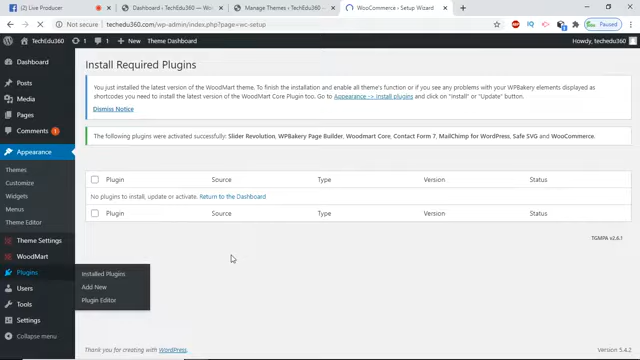 Live Producer
Dashboard ‹ TechEdu360 — Wo
Manage Themes ‹ TechEdu360 —
WooCommerce › Setup Wizard
Not secure | techedu360.com/wp-admin/index.php?page=wc-setup
Paused
TechEdu360
1
0
New
Theme Dashboard
Howdy, techedu360
Dashboard
Posts
Media
Pages
Comments 1
Appearance
Themes
Customize
Widgets
Menus
Theme Editor
Theme Settings
WoodMart
Plugins
Users
Tools
Settings
Collapse menu
Installed Plugins
Add New
Plugin Editor
Install Required Plugins
You just installed the latest version of the WoodMart theme. To finish the installation and enable all theme's function or if you see any problems with WPBakery elements displayed as
shortcodes you need to install the latest version of the WoodMart Core Plugin too. Go to Appearance -> Install plugins and click on "Install" or "Update" button.
Dismiss Notice
The following plugins were activated successfully: Slider Revolution, WPBakery Page Builder, Woodmart Core, Contact Form 7, MailChimp for WordPress, Safe SVG and WooCommerce.
Plugin Source Type Version Status
No plugins to install, update or activate. Return to the Dashboard
Plugin Source Type Version Status
TGMPA v2.6.1
Thank you for creating with WordPress.
Version 5.4.2